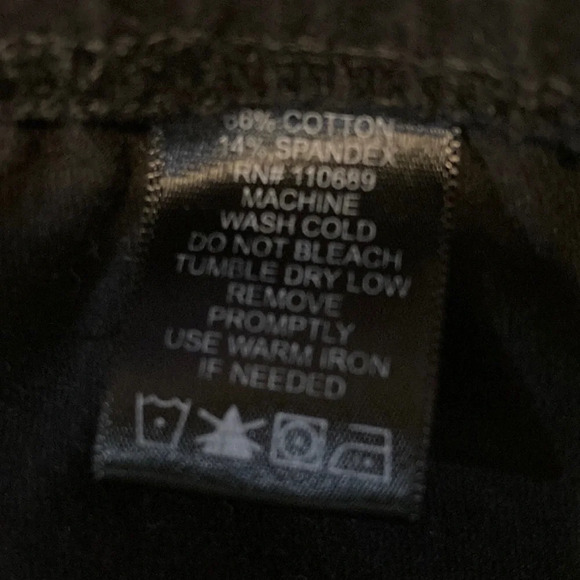 COTTON
14% SPANDEX
RN# 110689
MACHINE
WASH COLD
DO NOT BLEACH
TUMBLE DRY LOW
REMOVE
PROMPTLY
USE WARM IRON
IF NEEDED